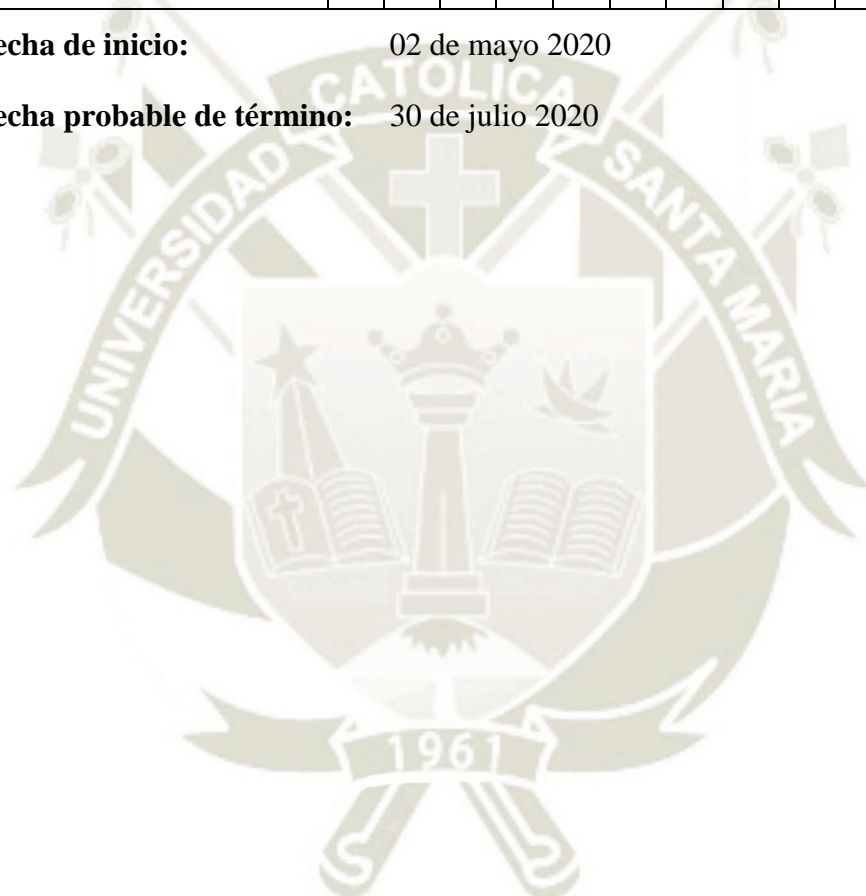 echa de inicio: 02 de mayo 2020
echa probable de término: 30 de julio 2020
UNIVERSIDAD CATOLICA SANTA MARIA
1961